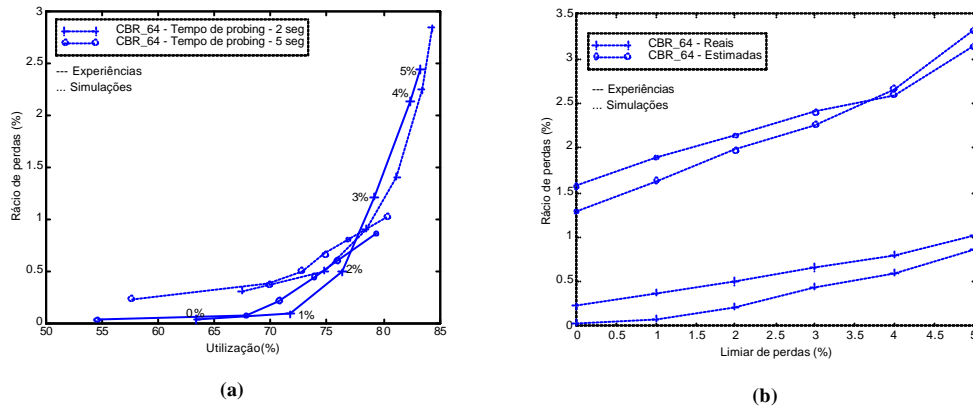 CBR_64 - Tempo de probing - 2 seg
CBR_64 - Tempo de probing - 5 seg
--- Experiências
... Simulações
Rácio de perdas (%)
3
2.5
2
1.5
1
0.5
0
5%
4%
3%
2%
1%
0%
50 55 60 65 70 75 80 85
Utilização(%)
(a)
CBR_64 - Reais
CBR_64 - Estimadas
--- Experiências
... Simulações
Rácio de perdas (%)
3.5
3
2.5
2
1.5
1
0.5
0
0 0.5 1 1.5 2 2.5 3 3.5 4 4.5 5
Limiar de perdas (%)
(b)